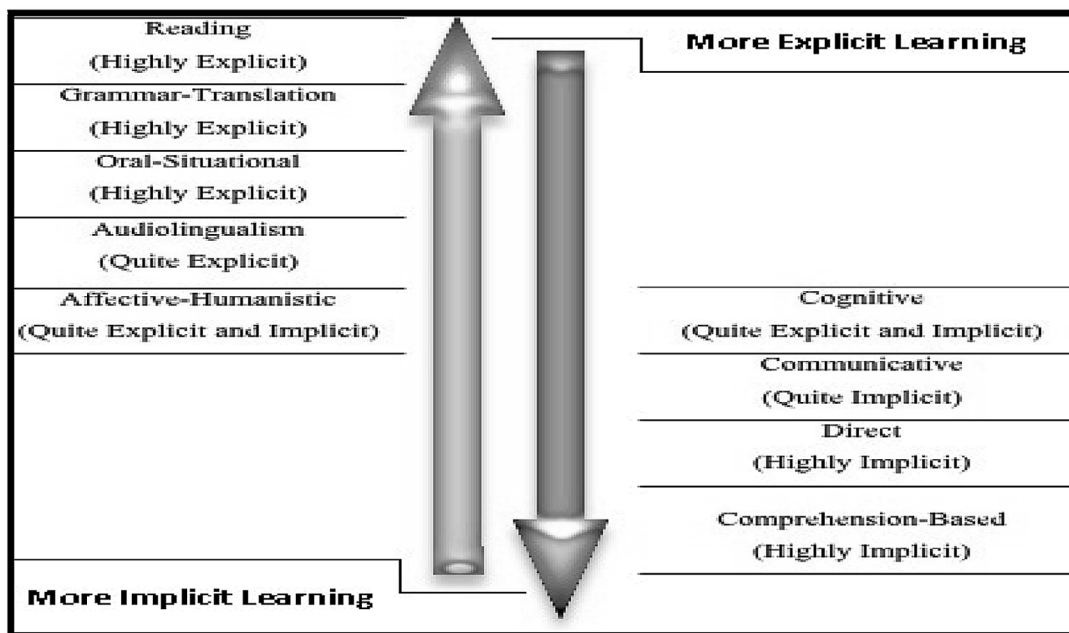 Reading
(Highly Explicit)
Grammar-Translation
(Highly Explicit)
Oral-Situational
(Highly Explicit)
Audiolingualism
(Quite Explicit)
Affective-Humanistic
(Quite Explicit and Implicit)
More Implicit Learning
More Explicit Learning
Cognitive
(Quite Explicit and Implicit)
Communicative
(Quite Implicit)
Direct
(Highly Implicit)
Comprehension-Based
(Highly Implicit)